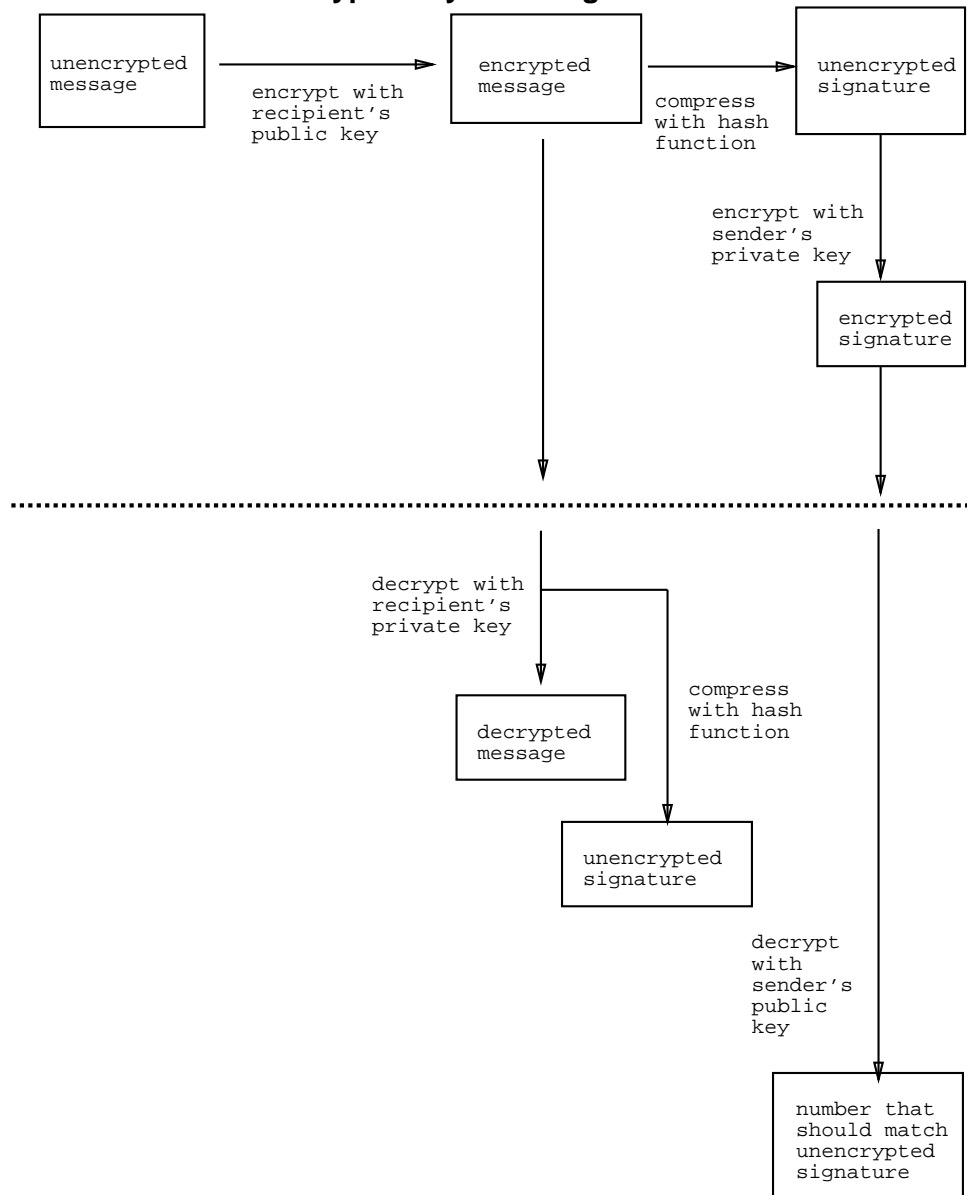 unencrypted
message
encrypt with
recipient's
public key
encrypted
message
compress
with hash
function
unencrypted
signature
encrypt with
sender's
private key
encrypted
signature
decrypt with
recipient's
private key
decrypted
message
compress
with hash
function
unencrypted
signature
decrypt
with
sender's
public
key
number that
should match
unencrypted
signature